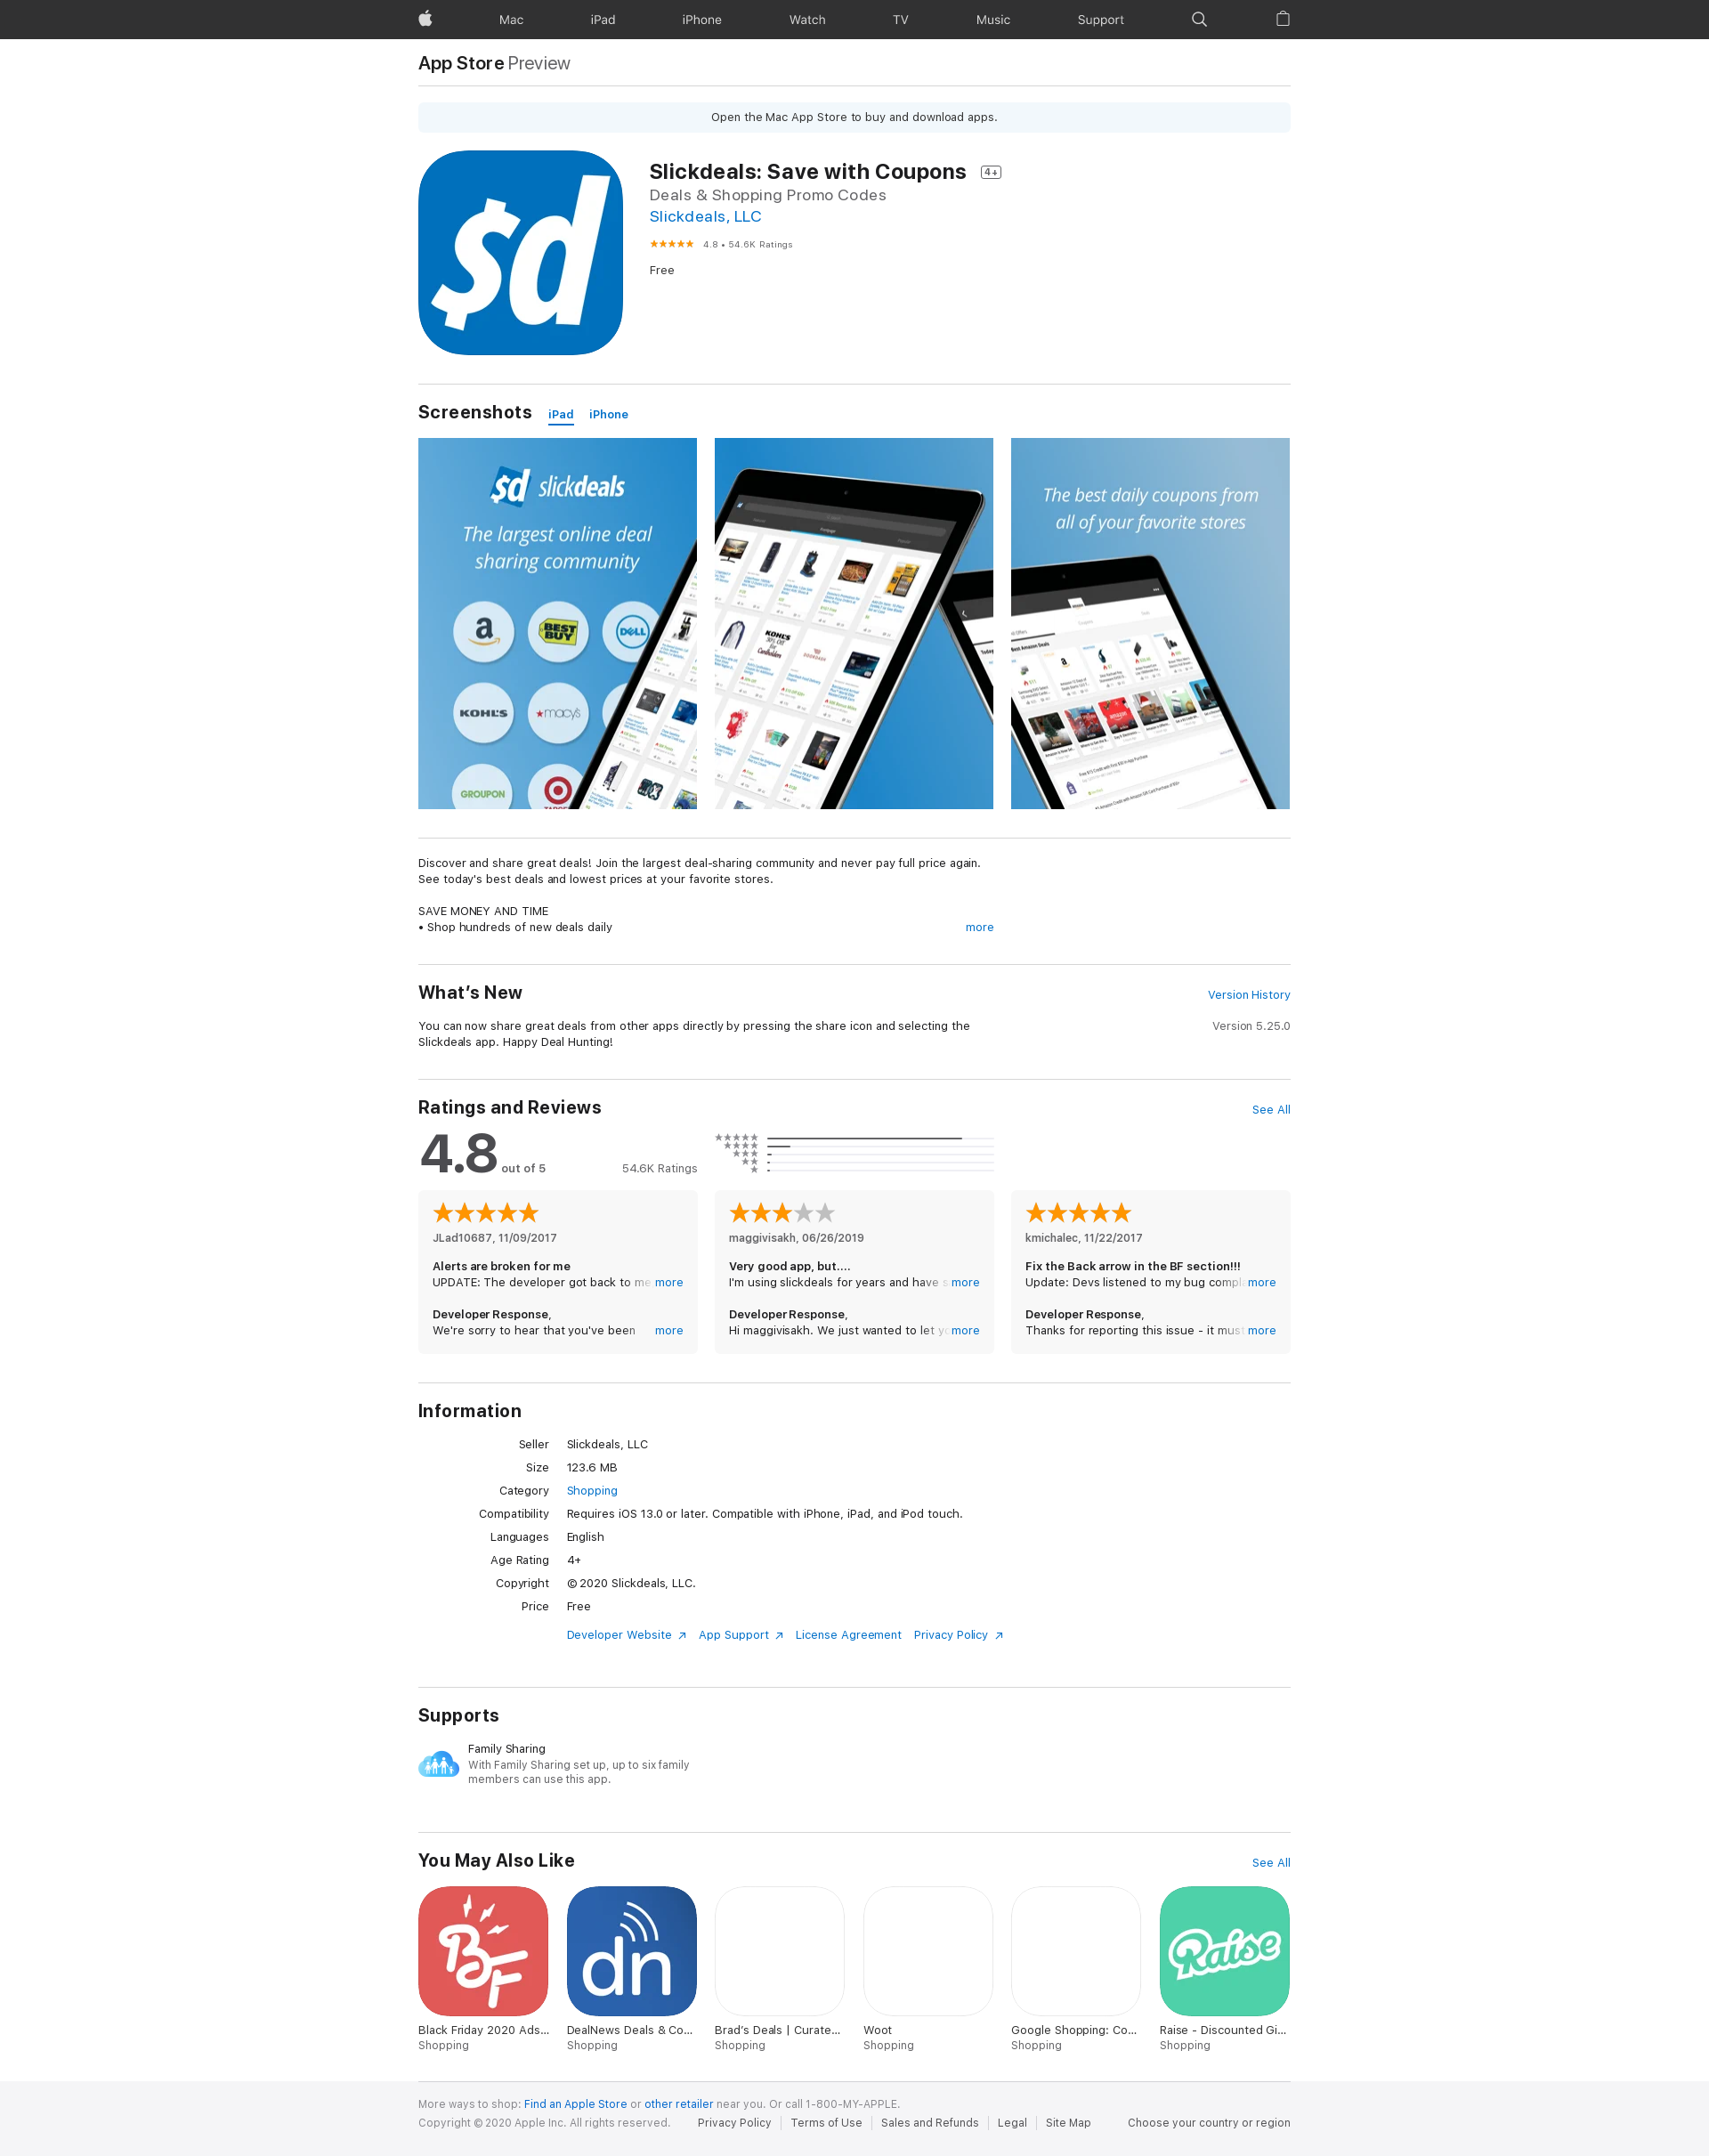 Mac
iPad
iPhone
Watch
TV
Music
Support
App Store Preview
Open the Mac App Store to buy and download apps.
$d
Slickdeals: Save with Coupons 4+
Deals & Shopping Promo Codes
Slickdeals, LLC
4.8 • 54.6K Ratings
Free
Screenshots iPad iPhone
$d slickdeals
The largest online deal
sharing community
a
BEST BUY
DELL
KOHL'S
macys
GROUPON
KOHL'S
The best daily coupons from
all of your favorite stores
Discover and share great deals! Join the largest deal-sharing community and never pay full price again.
See today's best deals and lowest prices at your favorite stores.
SAVE MONEY AND TIME
• Shop hundreds of new deals daily
more
What's New
Version History
You can now share great deals from other apps directly by pressing the share icon and selecting the
Slickdeals app. Happy Deal Hunting!
Version 5.25.0
Ratings and Reviews
See All
4.8 out of 5
54.6K Ratings
JLad10687, 11/09/2017
Alerts are broken for me
UPDATE: The developer got back to me more
Developer Response,
We're sorry to hear that you've been more
maggivisakh, 06/26/2019
Very good app, but....
I'm using slickdeals for years and have more
Developer Response,
Hi maggivisakh. We just wanted to let more
kmichalec, 11/22/2017
Fix the Back arrow in the BF section!!!
Update: Devs listened to my bug more
Developer Response,
Thanks for reporting this issue - it must more
Information
Seller Slickdeals, LLC
Size 123.6 MB
Category Shopping
Compatibility Requires iOS 13.0 or later. Compatible with iPhone, iPad, and iPod touch.
Languages English
Age Rating 4+
Copyright © 2020 Slickdeals, LLC.
Price Free
Developer Website App Support License Agreement Privacy Policy
Supports
Family Sharing
With Family Sharing set up, up to six family
members can use this app.
You May Also Like
See All
BFF
dn
Raise
Black Friday 2020 Ads…
Shopping
DealNews Deals & Co…
Shopping
Brad's Deals | Curate…
Shopping
Woot
Shopping
Google Shopping: Co…
Shopping
Raise - Discounted Gi…
Shopping
More ways to shop: Find an Apple Store or other retailer near you. Or call 1-800-MY-APPLE.
Copyright © 2020 Apple Inc. All rights reserved. Privacy Policy Terms of Use Sales and Refunds Legal Site Map Choose your country or region